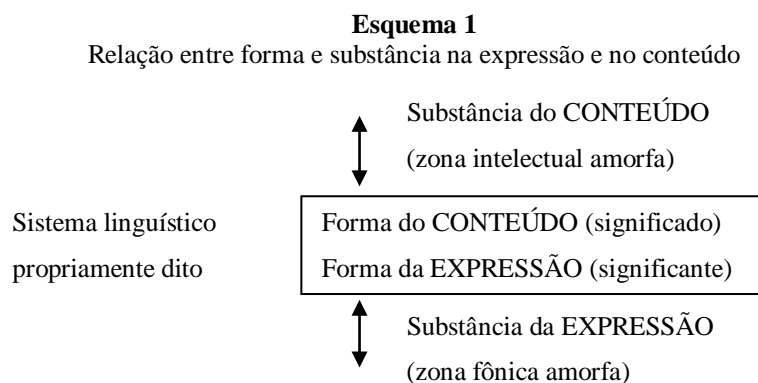 Esquema 1
Relação entre forma e substância na expressão e no conteúdo
Substância do CONTEÚDO
(zona intelectual amorfa)
Sistema linguístico
propriamente dito
Forma do CONTEÚDO (significado)
Forma da EXPRESSÃO (significante)
Substância da EXPRESSÃO
(zona fônica amorfa)